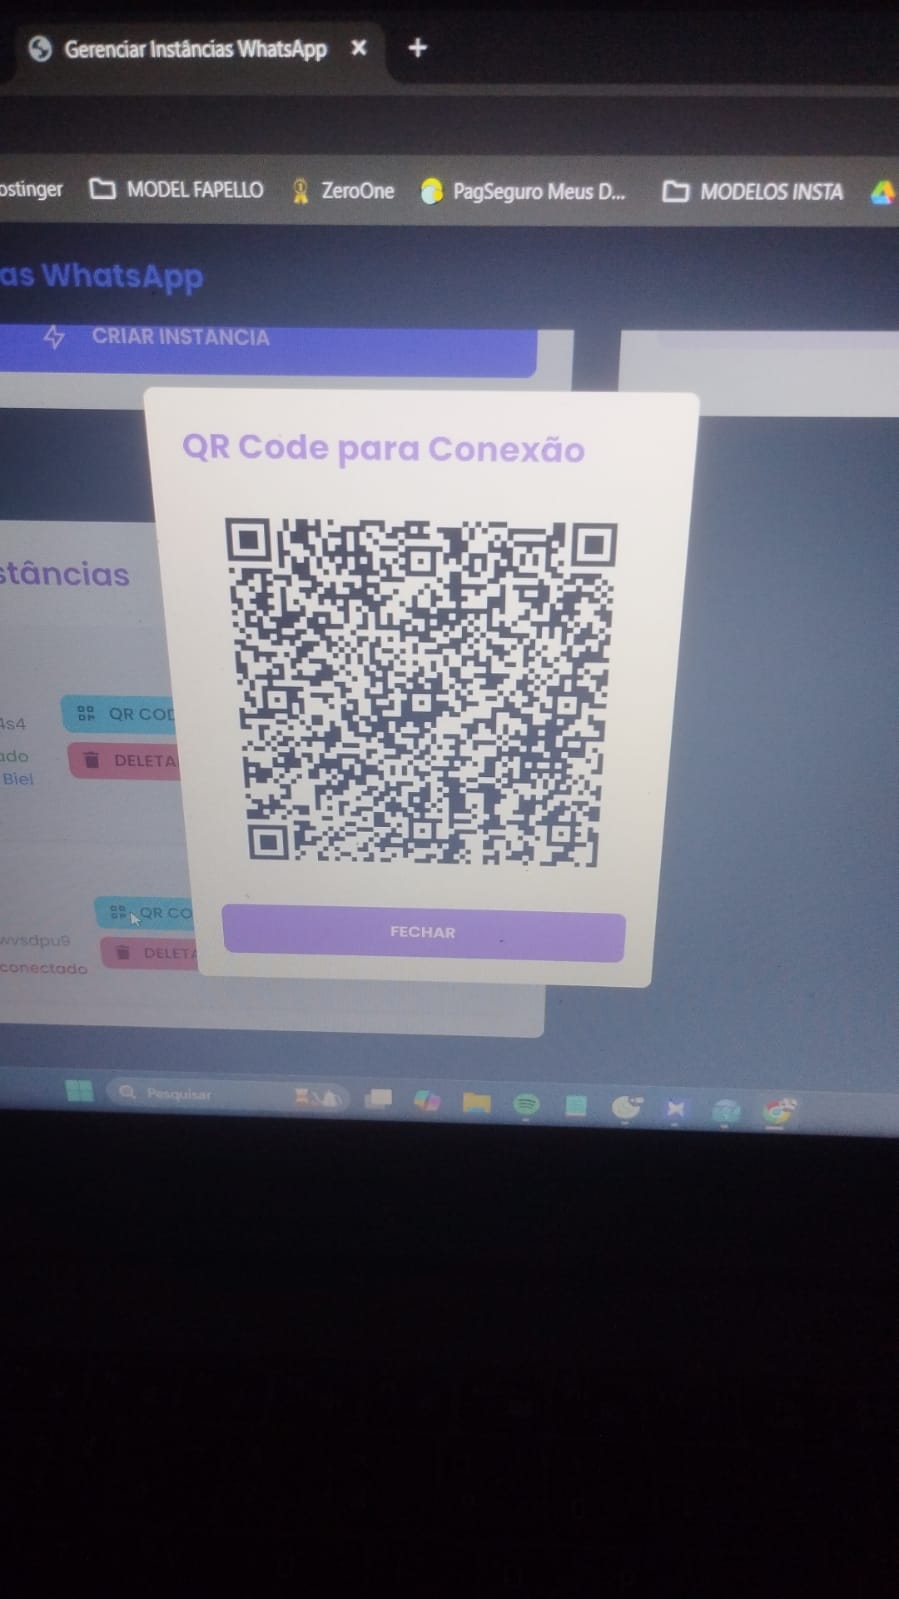 Gerenciar Instâncias WhatsApp
ostinger MODEL FAPELLO ZeroOne PagSeguro Meus D... MODELOS INSTA
as WhatsApp
CRIAR INSTANCIA
QR Code para Conexão
stâncias
4s4
QR COD
ado
DELETA
Biel
QR CO
wvsdpu9
DELETA
conectado
FECHAR
Pesquisar